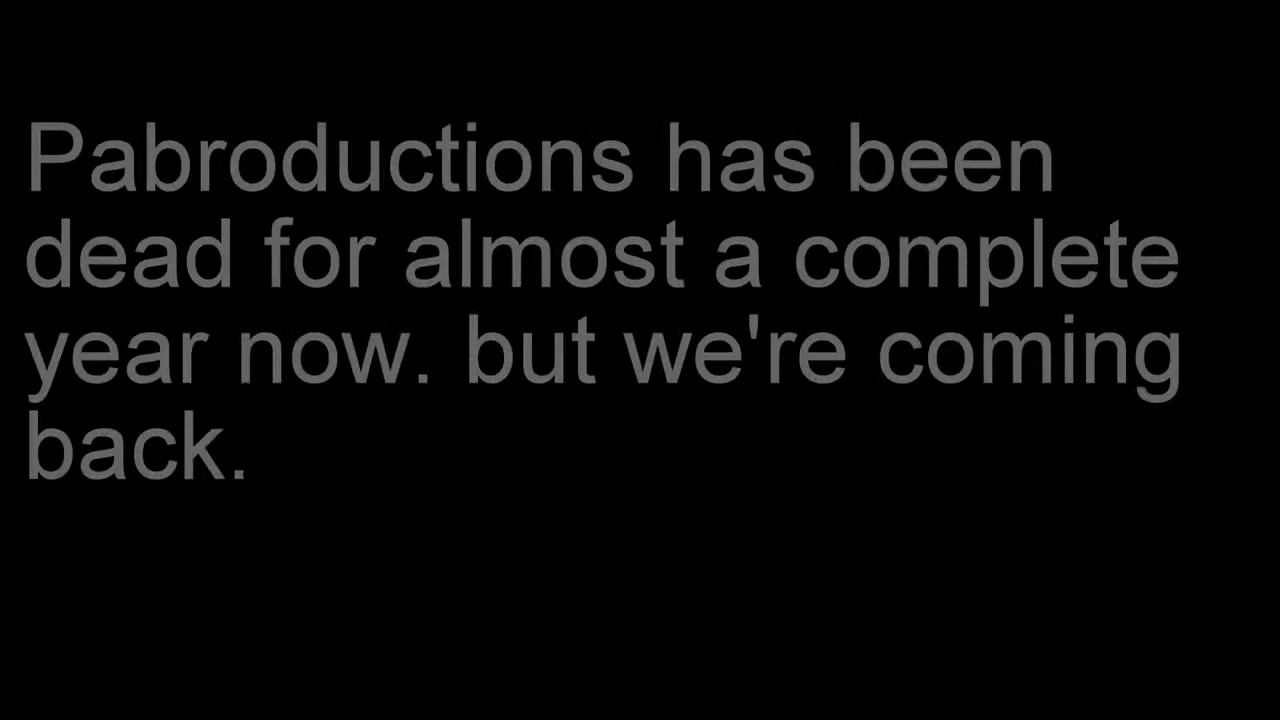 Pabroductions has been
dead for almost a complete
year now. but we're coming
back.